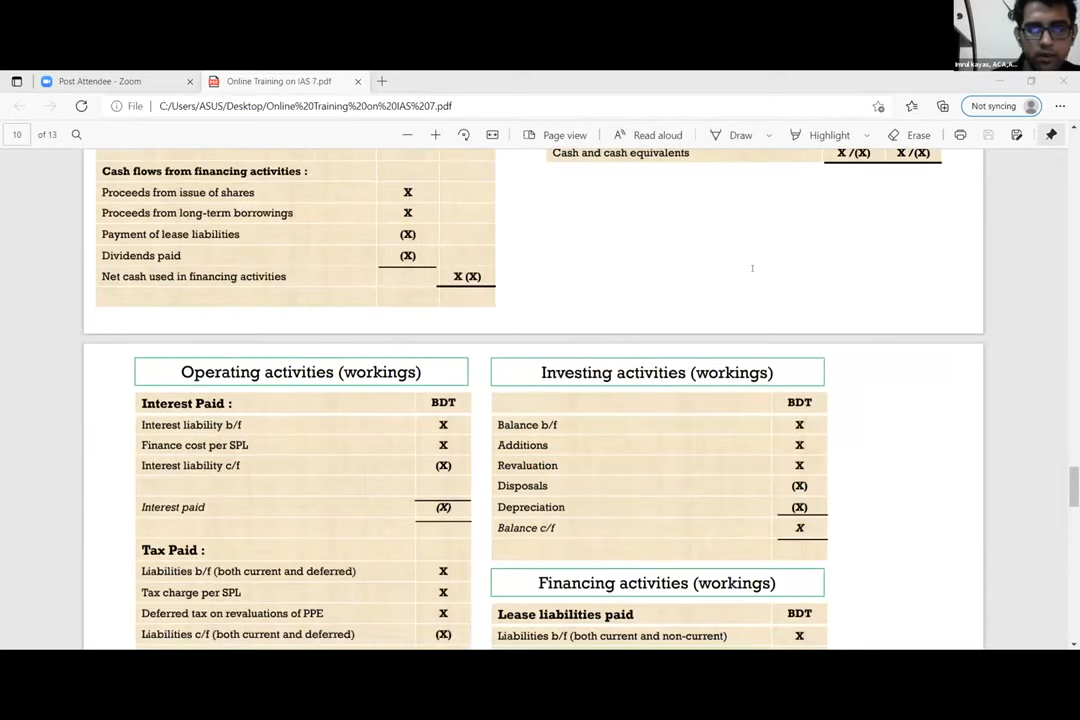 Imrul kayas, ACA,A...
Post Attendee - Zoom
Online Training on IAS 7.pdf
File
C:/Users/ASUS/Desktop/Online%20Training%20on%20IAS%207.pdf
Not syncing
10 of 13
Page view
Read aloud
Draw
Highlight
Erase
Cash and cash equivalents X /(X) X /(X)
Cash flows from financing activities :
Proceeds from issue of shares X
Proceeds from long-term borrowings X
Payment of lease liabilities (X)
Dividends paid (X)
Net cash used in financing activities X (X)
Operating activities (workings)
Interest Paid : BDT
Interest liability b/f X
Finance cost per SPL X
Interest liability c/f (X)
Interest paid (X)
Tax Paid :
Liabilities b/f (both current and deferred) X
Tax charge per SPL X
Deferred tax on revaluations of PPE X
Liabilities c/f (both current and deferred) (X)
Investing activities (workings)
BDT
Balance b/f X
Additions X
Revaluation X
Disposals (X)
Depreciation (X)
Balance c/f X
Financing activities (workings)
Lease liabilities paid BDT
Liabilities b/f (both current and non-current) X